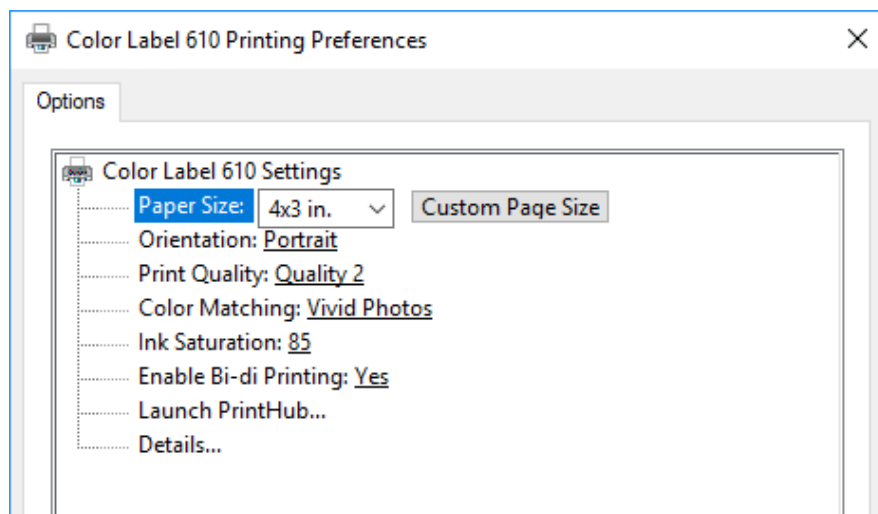 Color Label 610 Printing Preferences
Options
Color Label 610 Settings
Paper Size: 4x3 in. Custom Page Size
Orientation: Portrait
Print Quality: Quality 2
Color Matching: Vivid Photos
Ink Saturation: 85
Enable Bi-di Printing: Yes
Launch PrintHub...
Details...